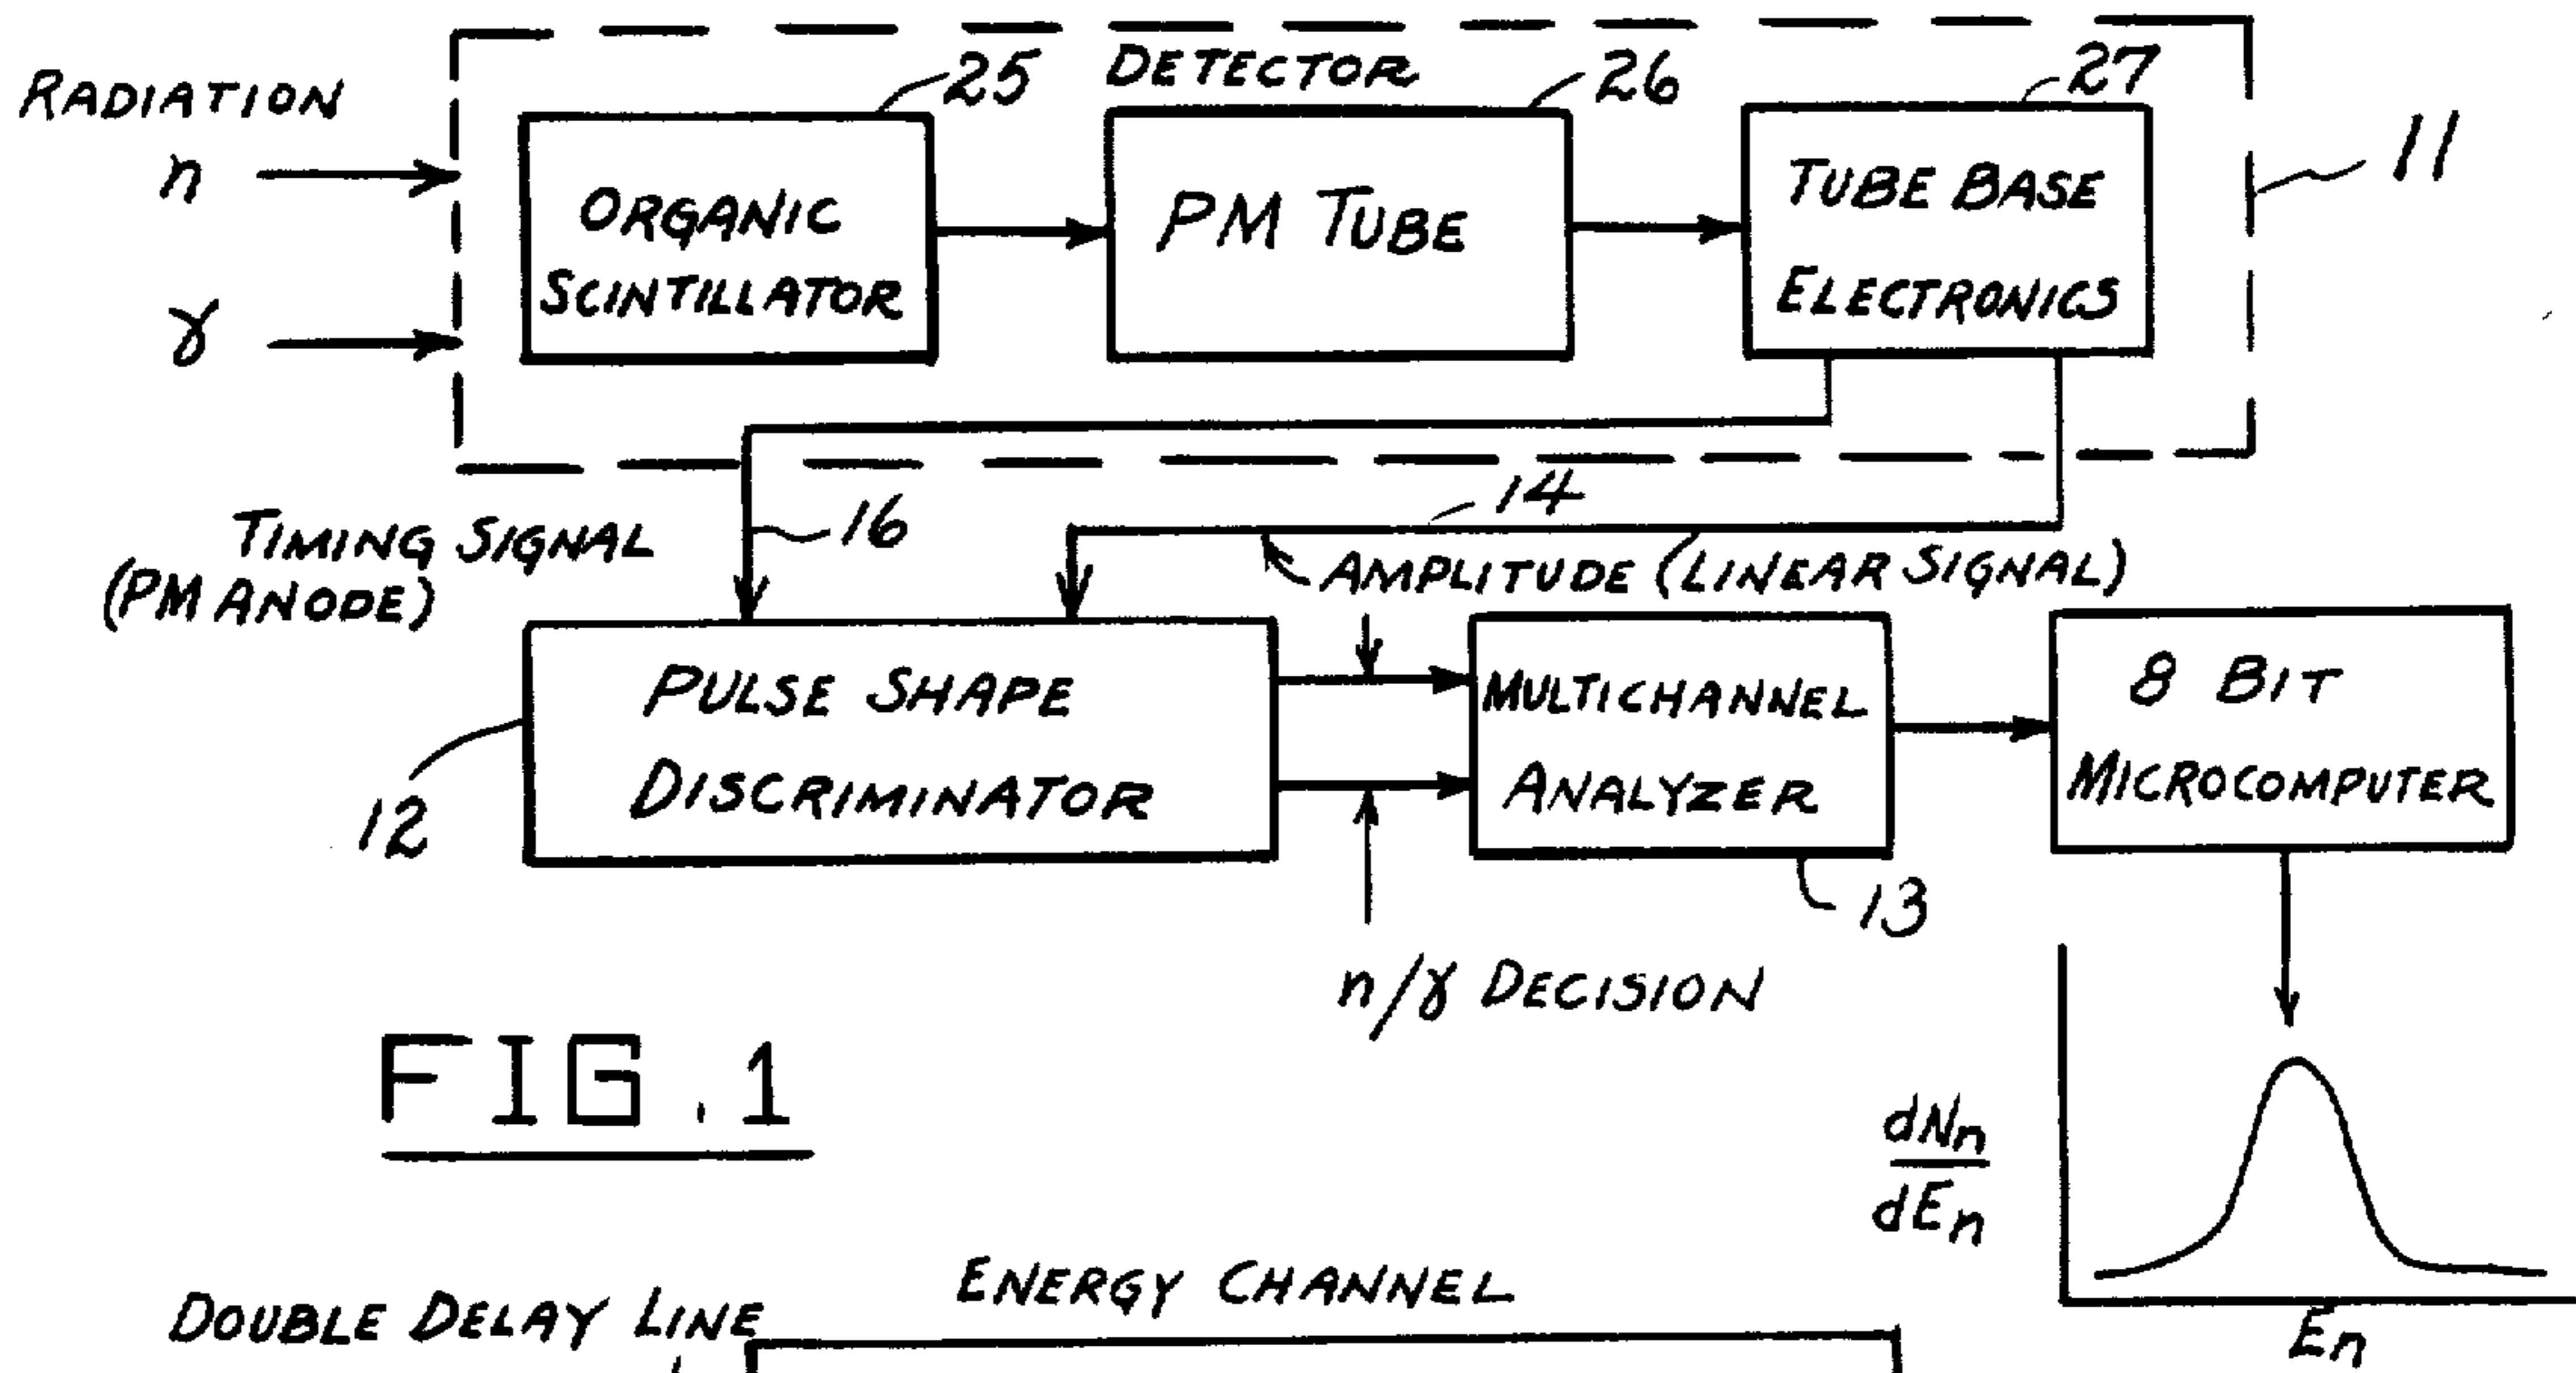 RADIATION
n
γ
DETECTOR
25
26
27
11
ORGANIC
SCINTILLATOR
PM TUBE
TUBE BASE
ELECTRONICS
TIMING SIGNAL
(PM ANODE)
16
14
AMPLITUDE (LINEAR SIGNAL)
PULSE SHAPE
DISCRIMINATOR
12
MULTICHANNEL
ANALYZER
13
8 BIT
MICROCOMPUTER
n/γ DECISION
FIG. 1
dNn
dEn
En
ENERGY CHANNEL
DOUBLE DELAY LINE